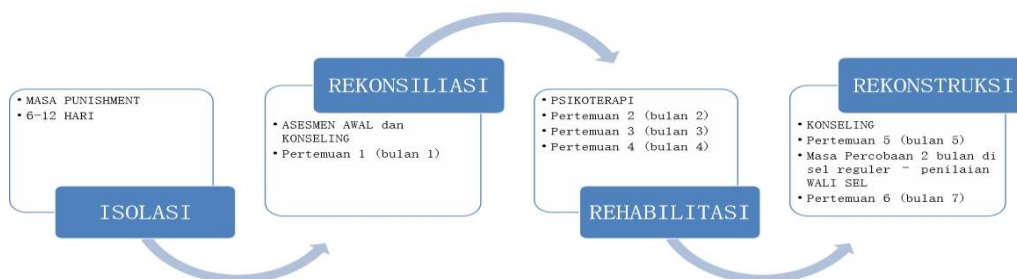 • MASA PUNISHMENT
• 6-12 HARI
ISOLASI
REKONSILIASI
• ASESMEN AWAL dan
KONSELING
• Pertemuan 1 (bulan 1)
• PSIKOTERAPI
• Pertemuan 2 (bulan 2)
• Pertemuan 3 (bulan 3)
• Pertemuan 4 (bulan 4)
REHABILITASI
REKONSTRUKSI
• KONSELING
• Pertemuan 5 (bulan 5)
• Masa Percobaan 2 bulan di
sel reguler – penilaian
WALI SEL
• Pertemuan 6 (bulan 7)